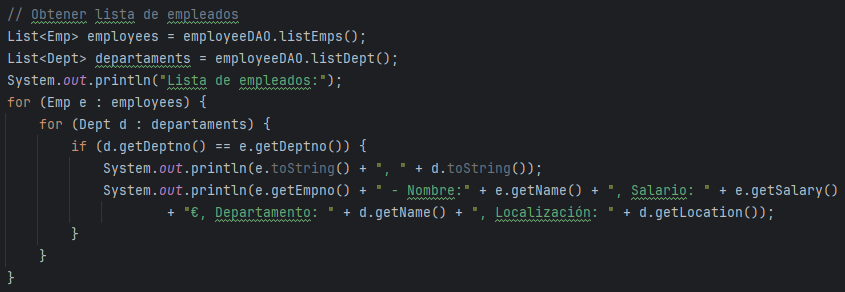 // Obtener lista de empleados
List<Emp> employees = employeeDAO.listEmps();
List<Dept> departaments = employeeDAO.listDept();
System.out.println("Lista de empleados:");
for (Emp e : employees) {
    for (Dept d : departaments) {
        if (d.getDeptno() == e.getDeptno()) {
            System.out.println(e.toString() + ", " + d.toString());
            System.out.println(e.getEmpno() + " - Nombre:" + e.getName() + ", Salario: " + e.getSalary()
                    + "€, Departamento: " + d.getName() + ", Localización: " + d.getLocation());
        }
    }
}